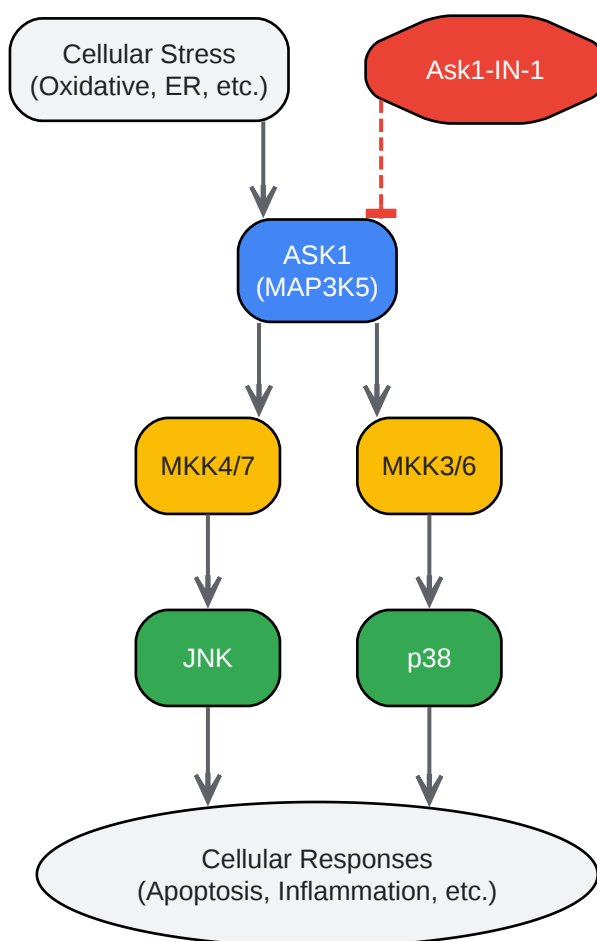 Cellular Stress
(Oxidative, ER, etc.)
Ask1-IN-1
ASK1
(MAP3K5)
MKK4/7
MKK3/6
JNK
p38
Cellular Responses
(Apoptosis, Inflammation, etc.)